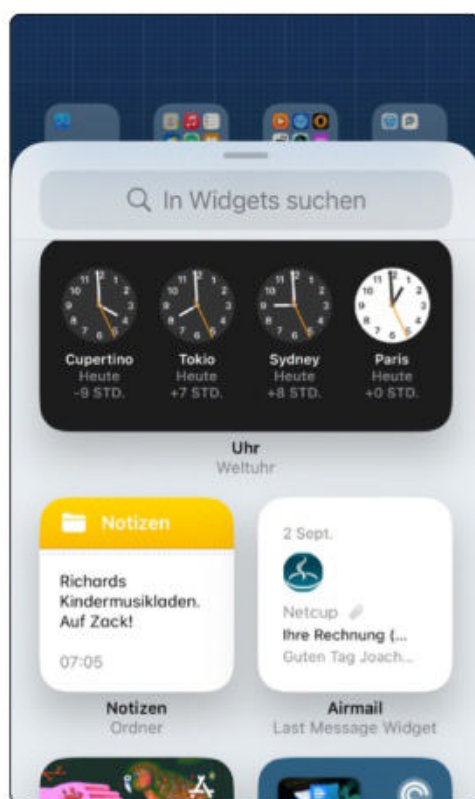 In Widgets suchen
Cupertino
Heute
-9 STD.
Tokio
Heute
+7 STD.
Sydney
Heute
+8 STD.
Paris
Heute
+0 STD.
Uhr
Weltuhr
Notizen
Richards
Kindermusikladen.
Auf Zack!
07:05
Notizen
Ordner
2 Sept.
Netcup
Ihre Rechnung (...
Guten Tag Joach...
Airmail
Last Message Widget